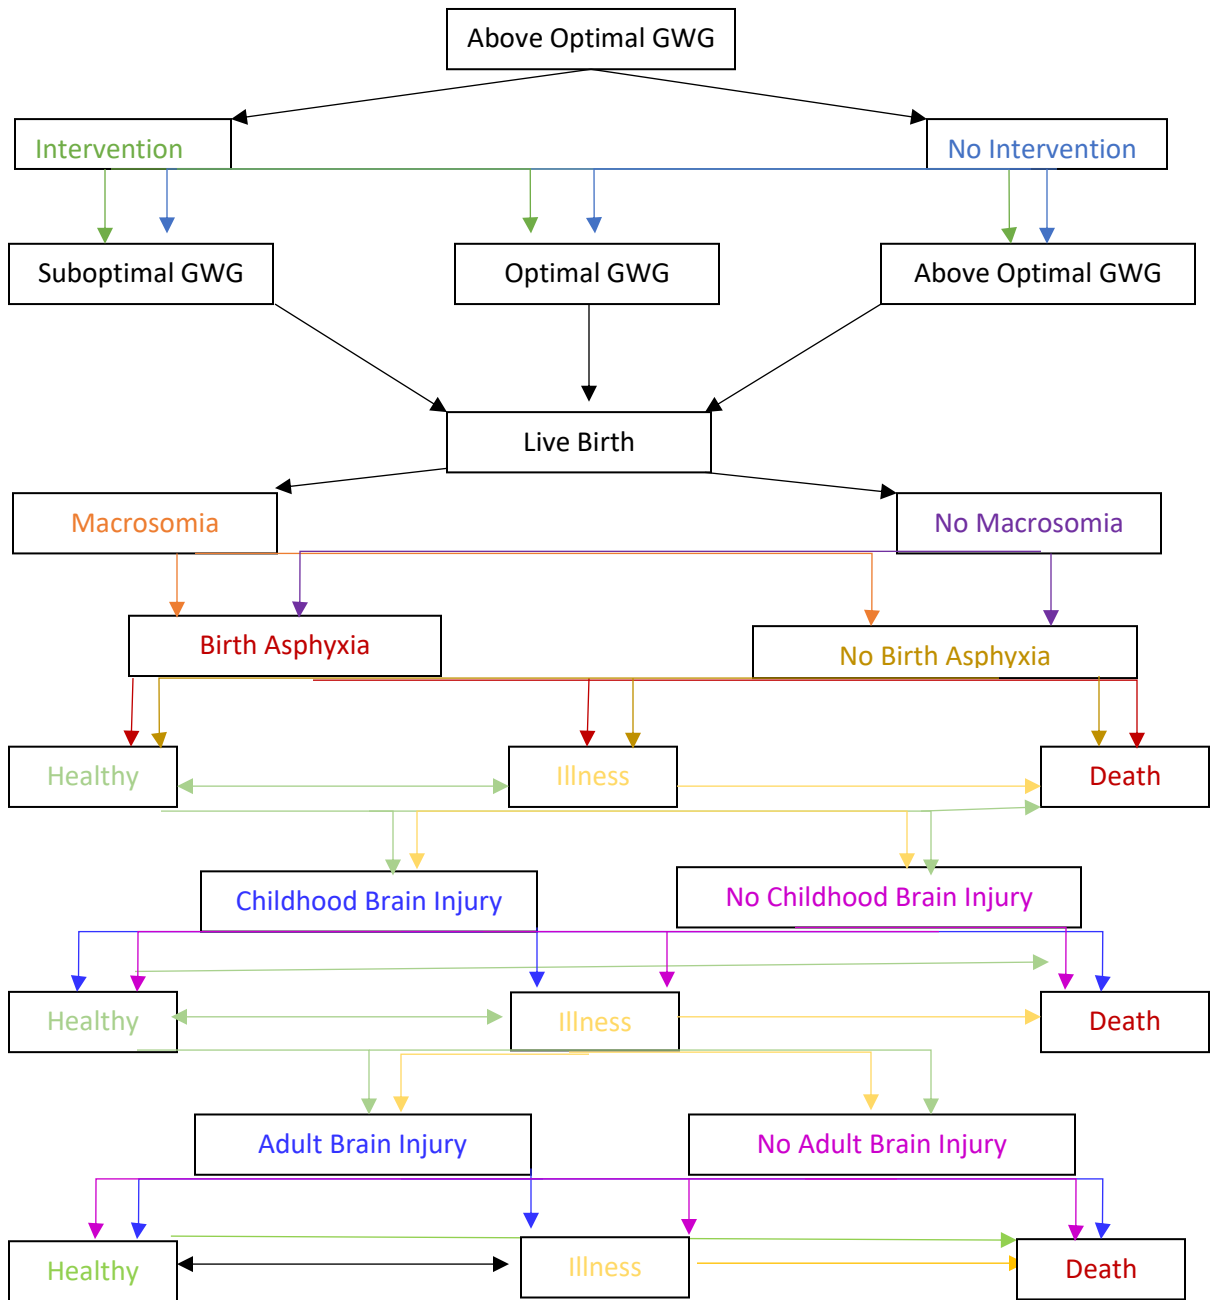 Above Optimal GWG
Intervention
No Intervention
Suboptimal GWG
Optimal GWG
Above Optimal GWG
Live Birth
Macrosomia
No Macrosomia
Birth Asphyxia
No Birth Asphyxia
Healthy
Illness
Death
Childhood Brain Injury
No Childhood Brain Injury
Healthy
Illness
Death
Adult Brain Injury
No Adult Brain Injury
Healthy
Illness
Death